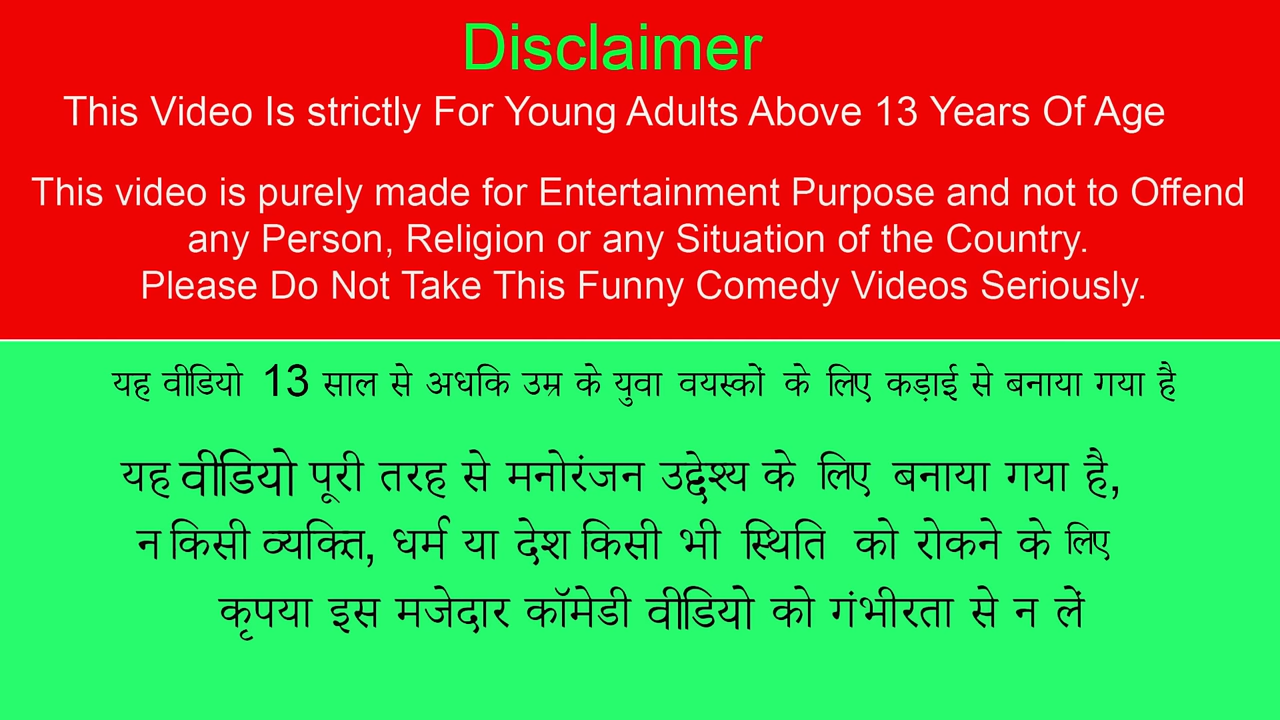 Disclaimer
This Video Is strictly For Young Adults Above 13 Years Of Age
This video is purely made for Entertainment Purpose and not to Offend
any Person, Religion or any Situation of the Country.
Please Do Not Take This Funny Comedy Videos Seriously.
यह वीडियो 13 साल से अधकि उम्र के युवा वयस्कों के लिए कड़ाई से बनाया गया है
यह वीडियो पूरी तरह से मनोरंजन उद्देश्य के लिए बनाया गया है,
न किसी व्यक्ति, धर्म या देश किसी भी स्थिति को रोकने के लिए
कृपया इस मजेदार कॉमेडी वीडियो को गंभीरता से न लें